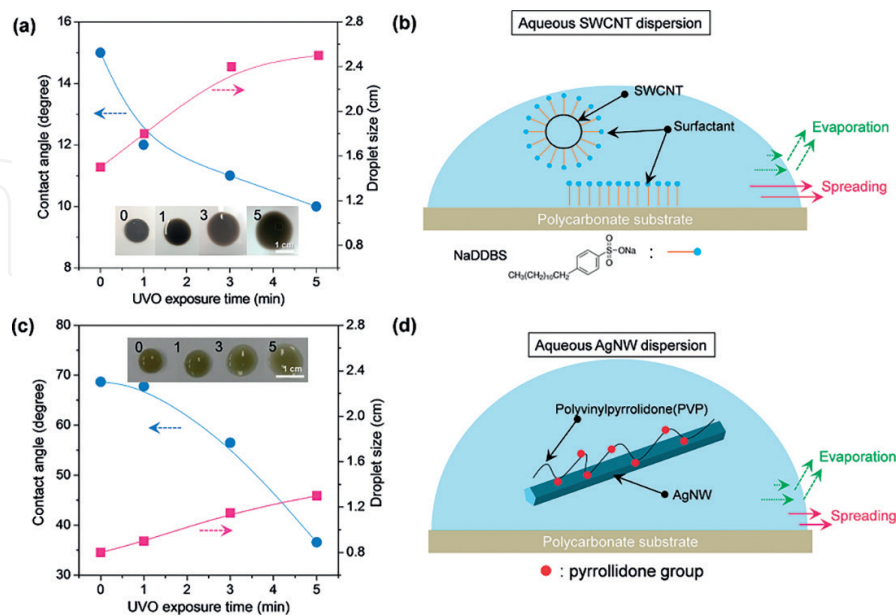 (a)
16
14
12
10
8
Contact angle (degree)
2.8
2.4
2.0
1.6
1.2
0.8
Droplet size (cm)
0 1 3 5
1 cm
0 1 2 3 4 5
UVO exposure time (min)
(b)
Aqueous SWCNT dispersion
SWCNT
Surfactant
Evaporation
Spreading
Polycarbonate substrate
NaDDBS
CH₃(CH₂)₁₀CH₂
O
S
ONa
O
:
(c)
80
70
60
50
40
30
Contact angle (degree)
2.8
2.4
2.0
1.6
1.2
0.8
Droplet size (cm)
0 1 3 5
1 cm
0 1 2 3 4 5
UVO exposure time (min)
(d)
Aqueous AgNW dispersion
Polyvinylpyrrolidone(PVP)
AgNW
Evaporation
Spreading
Polycarbonate substrate
: pyrrollidone group